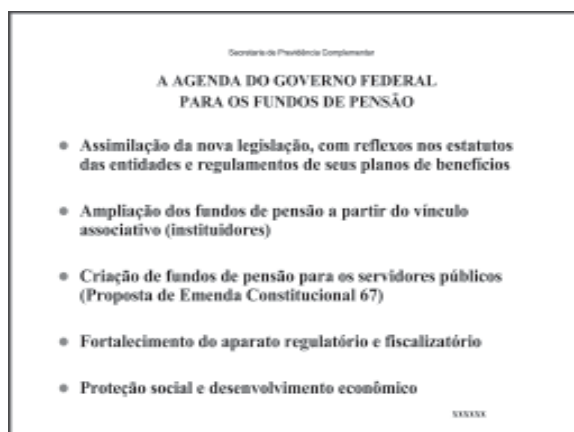 Secretaria de Previdência Complementar
A AGENDA DO GOVERNO FEDERAL
PARA OS FUNDOS DE PENSÃO
Assimilação da nova legislação, com reflexos nos estatutos
das entidades e regulamentos de seus planos de benefícios
Ampliação dos fundos de pensão a partir do vínculo
associativo (instituidores)
Criação de fundos de pensão para os servidores públicos
(Proposta de Emenda Constitucional 67)
Fortalecimento do aparato regulatório e fiscalizatório
Proteção social e desenvolvimento econômico
xxxxxx